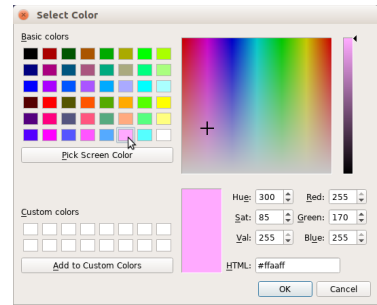 Select Color
Basic colors
Pick Screen Color
Custom colors
Add to Custom Colors
Hue: 300 Red: 255
Sat: 85 Green: 170
Val: 255 Blue: 255
HTML: #ffaaff
OK Cancel